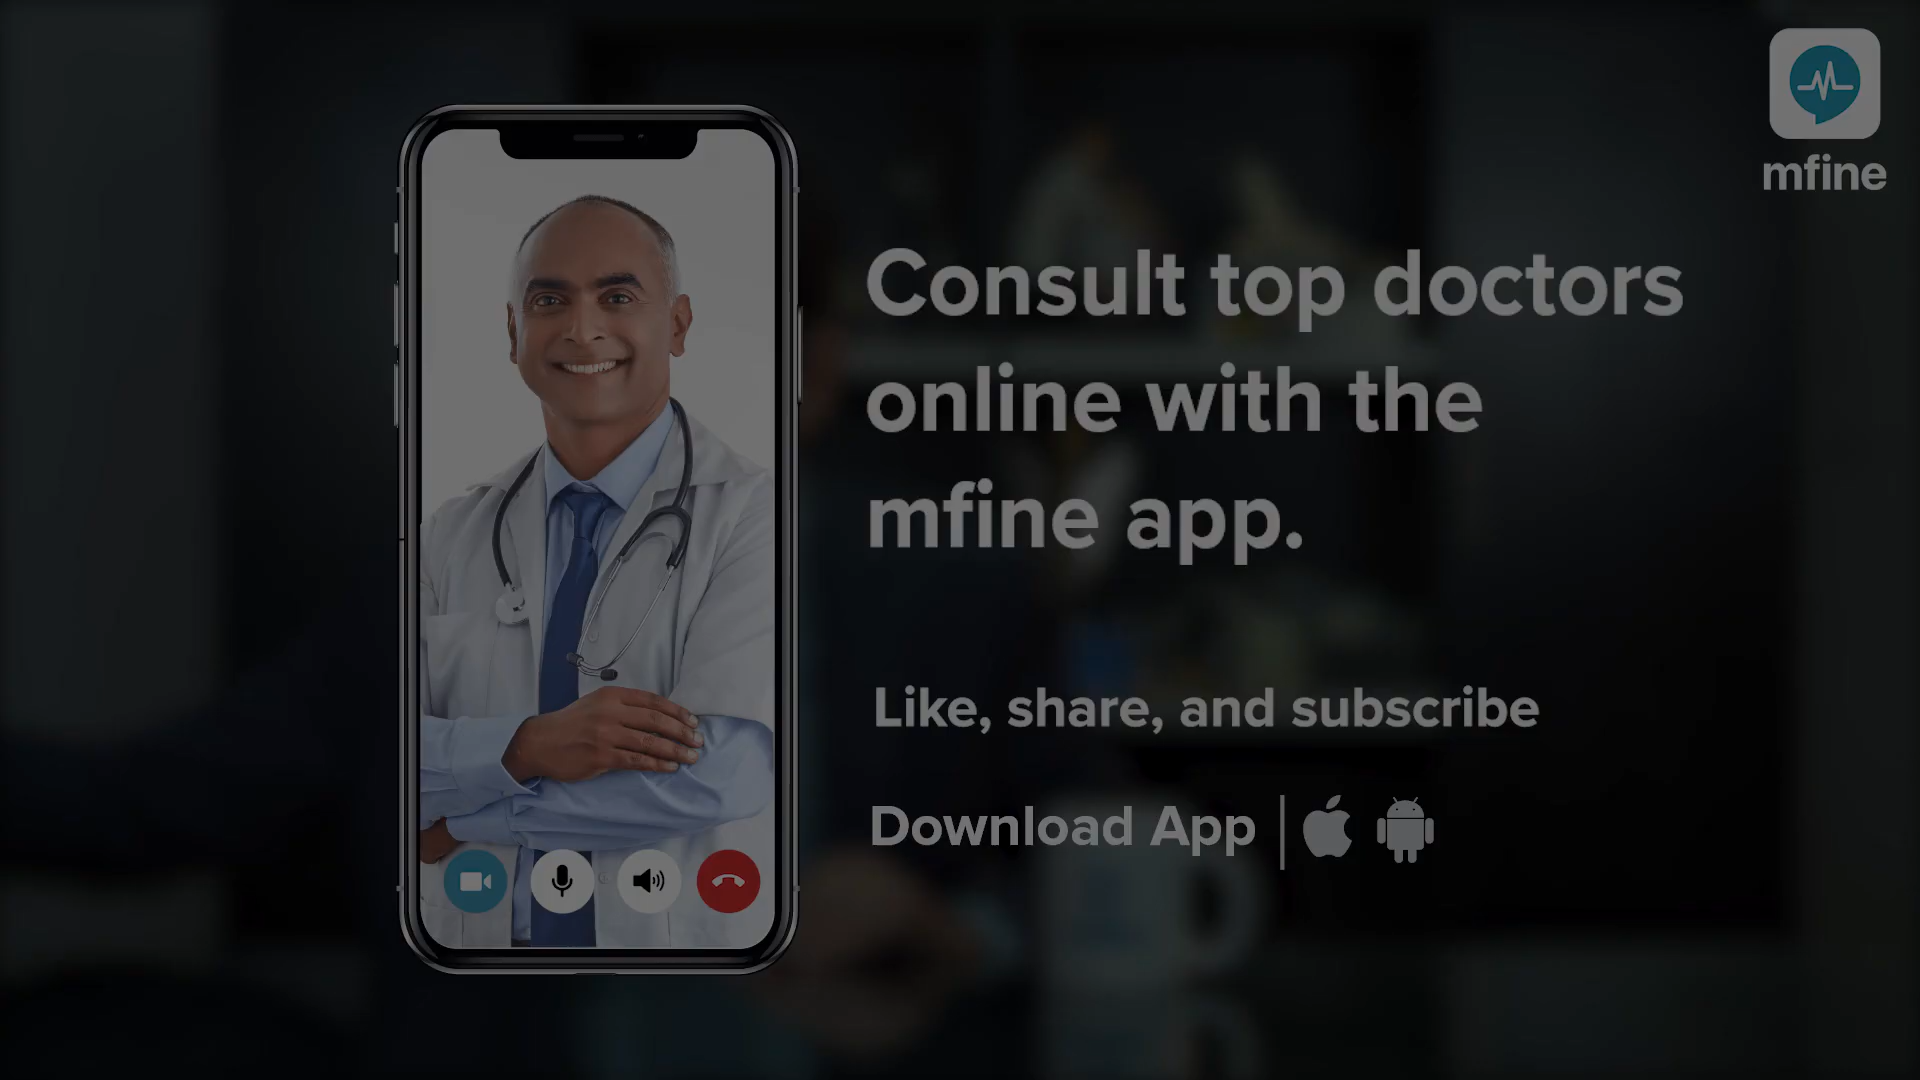 mfine
Consult top doctors
online with the
mfine app.
Like, share, and subscribe
Download App